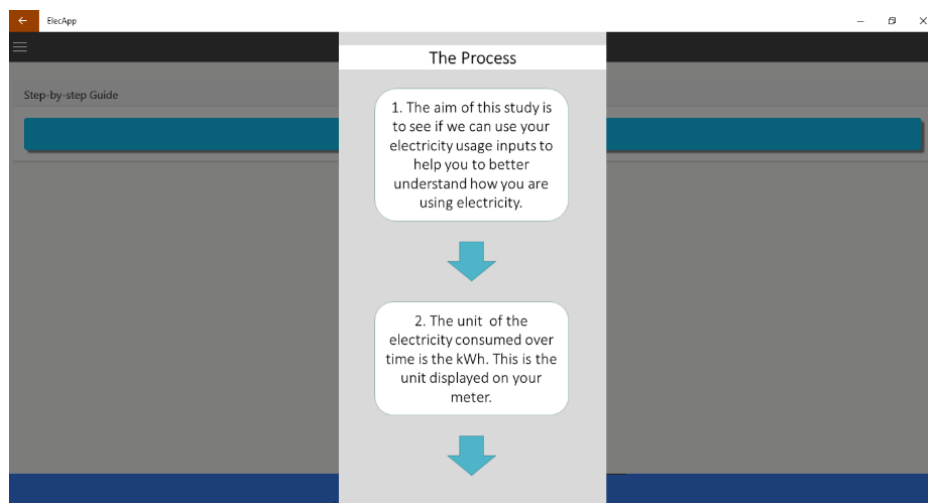 ElecApp
The Process
Step-by-step Guide
1. The aim of this study is
to see if we can use your
electricity usage inputs to
help you to better
understand how you are
using electricity.
2. The unit of the
electricity consumed over
time is the kWh. This is the
unit displayed on your
meter.